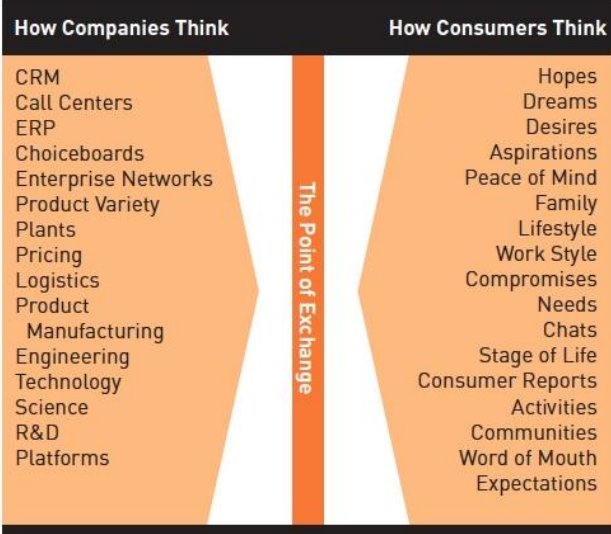 How Companies Think
CRM
Call Centers
ERP
Choiceboards
Enterprise Networks
Product Variety
Plants
Pricing
Logistics
Product
Manufacturing
Engineering
Technology
Science
R&D
Platforms
The Point of Exchange
How Consumers Think
Hopes
Dreams
Desires
Aspirations
Peace of Mind
Family
Lifestyle
Work Style
Compromises
Needs
Chats
Stage of Life
Consumer Reports
Activities
Communities
Word of Mouth
Expectations